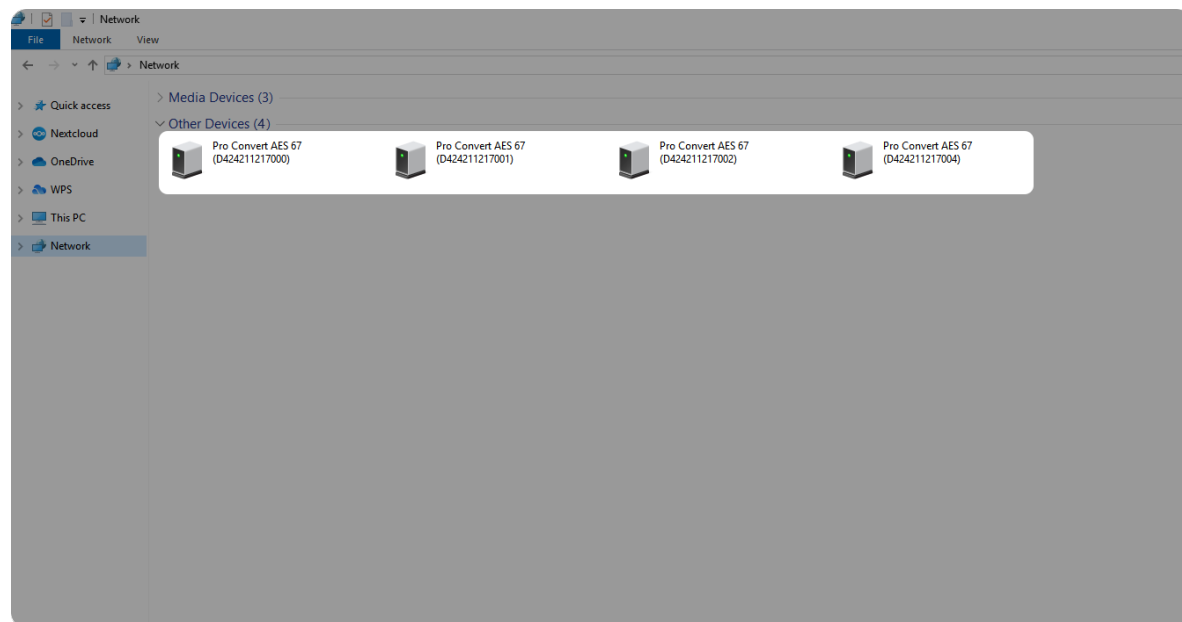 Network
File Network View
Network
Quick access
Nextcloud
OneDrive
WPS
This PC
Network
Media Devices (3)
Other Devices (4)
Pro Convert AES 67
(D424211217000)
Pro Convert AES 67
(D424211217001)
Pro Convert AES 67
(D424211217002)
Pro Convert AES 67
(D424211217004)